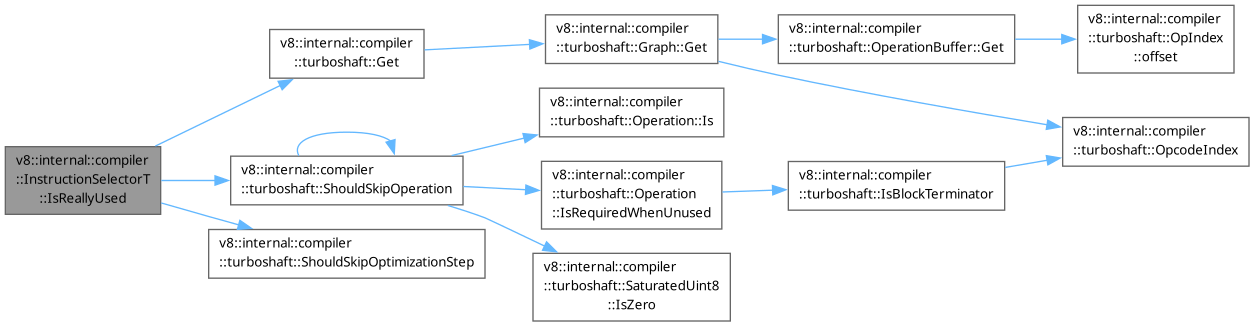 v8::internal::compiler
::InstructionSelectorT
::IsReallyUsed
v8::internal::compiler
::turboshaft::Get
v8::internal::compiler
::turboshaft::Graph::Get
v8::internal::compiler
::turboshaft::OperationBuffer::Get
v8::internal::compiler
::turboshaft::OpIndex
::offset
v8::internal::compiler
::turboshaft::OpcodeIndex
v8::internal::compiler
::turboshaft::ShouldSkipOperation
v8::internal::compiler
::turboshaft::Operation::Is
v8::internal::compiler
::turboshaft::Operation
::IsRequiredWhenUnused
v8::internal::compiler
::turboshaft::IsBlockTerminator
v8::internal::compiler
::turboshaft::SaturatedUint8
::IsZero
v8::internal::compiler
::turboshaft::ShouldSkipOptimizationStep